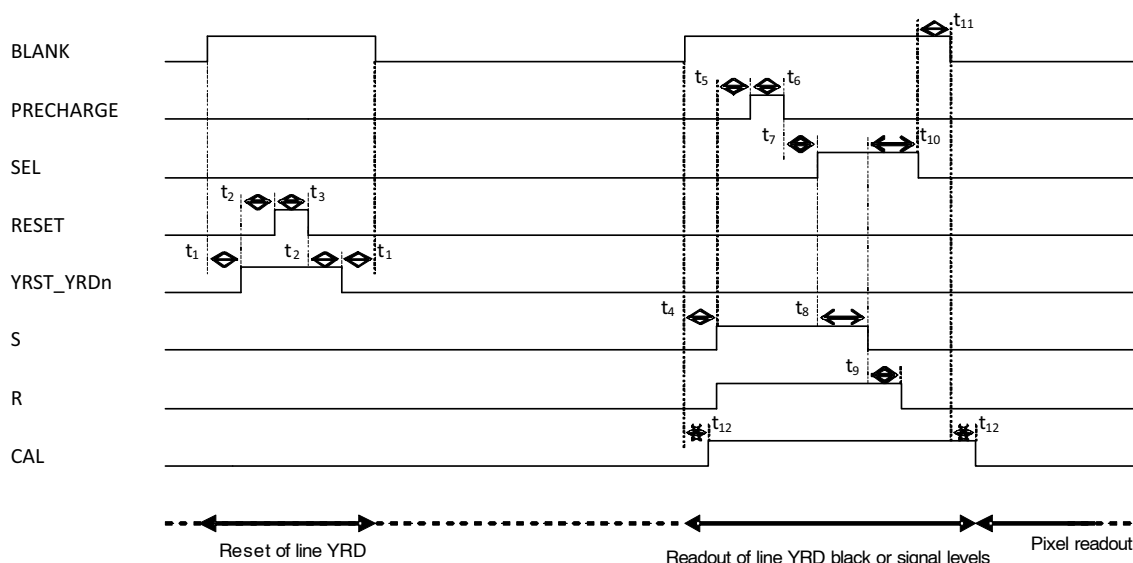 t₁₁
BLANK
t₅ t₆
PRECHARGE
t₇ t₁₀
SEL
t₂ t₃
RESET
t₁ t₂ t₁
YRST_YRDn
t₄ t₈
S
t₉
R
t₁₂ t₁₂
CAL
Reset of line YRD Readout of line YRD black or signal levels Pixel readout